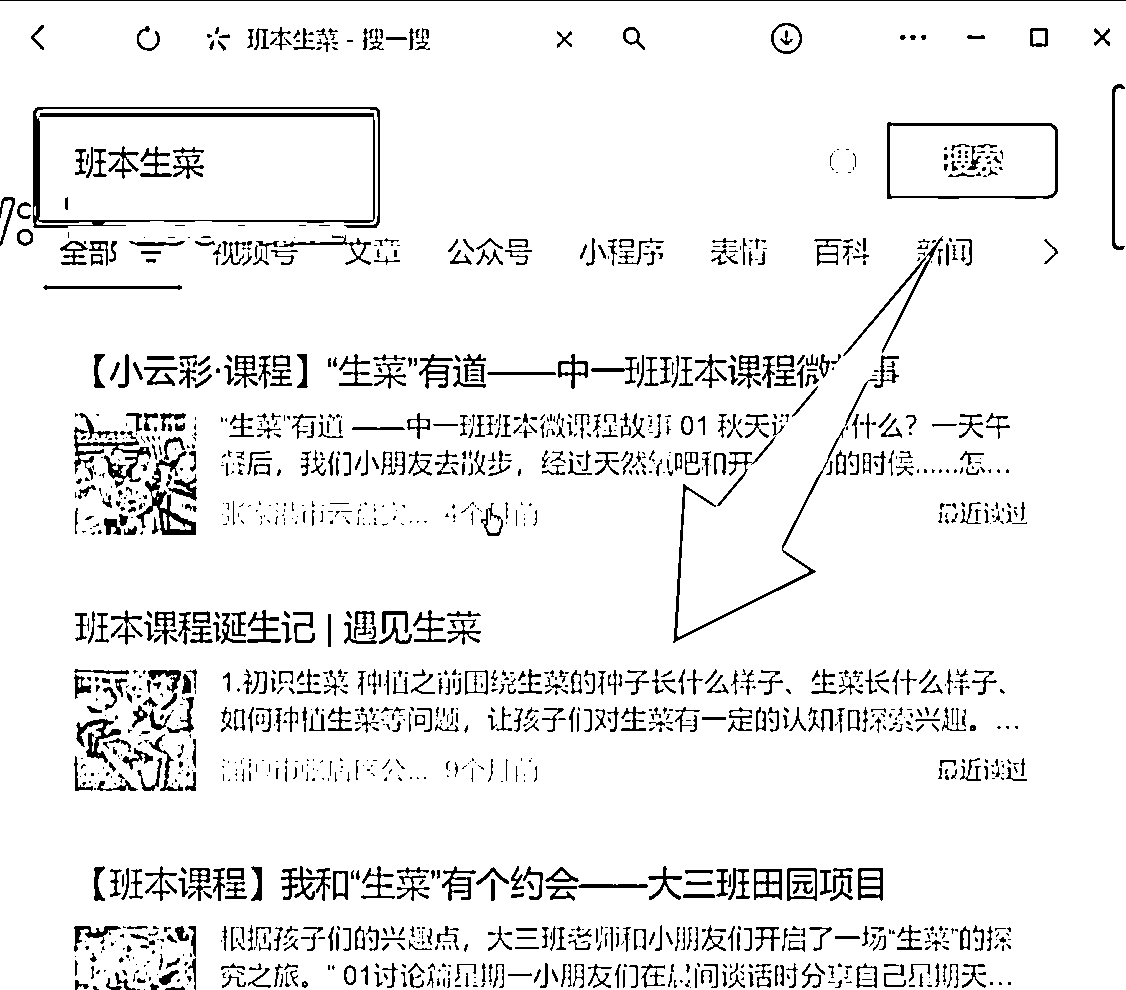 班本生菜 - 搜一搜
班本生菜
搜索
全部 视频号 文章 公众号 小程序 表情 百科 新闻
【小云彩·课程】“生菜”有道——中一班班本课程微 事
“生菜”有道 ——中一班班本微课程故事 01 秋天 什么？一天午
餐后，我们小朋友去散步，经过天然氧吧和开 的时候......怎...
4个月前
最近读过
班本课程诞生记 | 遇见生菜
1.初识生菜 种植之前围绕生菜的种子长什么样子、生菜长什么样子、
如何种植生菜等问题，让孩子们对生菜有一定的认知和探索兴趣。...
9个月前
最近读过
【班本课程】我和“生菜”有个约会——大三班田园项目
根据孩子们的兴趣点，大三班老师和小朋友们开启了一场“生菜”的探
究之旅。" 01讨论篇星期一小朋友们在晨间谈话时分享自己星期天...